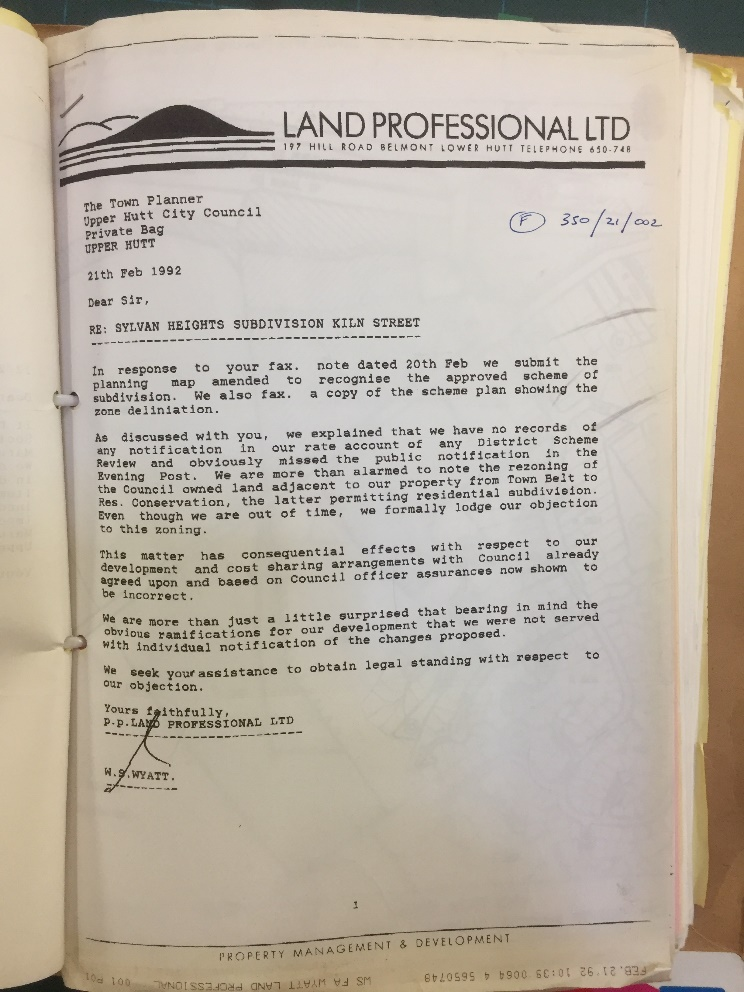 LAND PROFESSIONAL LTD
197 HILL ROAD BELMONT LOWER HUTT TELEPHONE 650-748
The Town Planner
Upper Hutt City Council
Private Bag
UPPER HUTT
F 350/21/002
21th Feb 1992
Dear Sir,
RE: SYLVAN HEIGHTS SUBDIVISION KILN STREET
In response to your fax. note dated 20th Feb we submit the
planning map amended to recognise the approved scheme of
subdivision. We also fax. a copy of the scheme plan showing the
zone deliniation.
As discussed with you, we explained that we have no records of
any notification in our rate account of any District Scheme
Review and obviously missed the public notification in the
Evening Post. We are more than alarmed to note the rezoning of
the Council owned land adjacent to our property from Town Belt to
Res. Conservation, the latter permitting residential subdivision.
Even though we are out of time, we formally lodge our objection
to this zoning.
This matter has consequential effects with respect to our
development and cost sharing arrangements with Council already
agreed upon and based on Council officer assurances now shown to
be incorrect.
We are more than just a little surprised that bearing in mind the
obvious ramifications for our development that we were not served
with individual notification of the changes proposed.
We seek your assistance to obtain legal standing with respect to
our objection.
Yours faithfully,
p.p.LAND PROFESSIONAL LTD
W.S.WYATT.
1
PROPERTY MANAGEMENT & DEVELOPMENT
FEB.21'92 10:39 0064 4 5650748 WS FA WYATT LAND PROFESSIONAL 001 P01